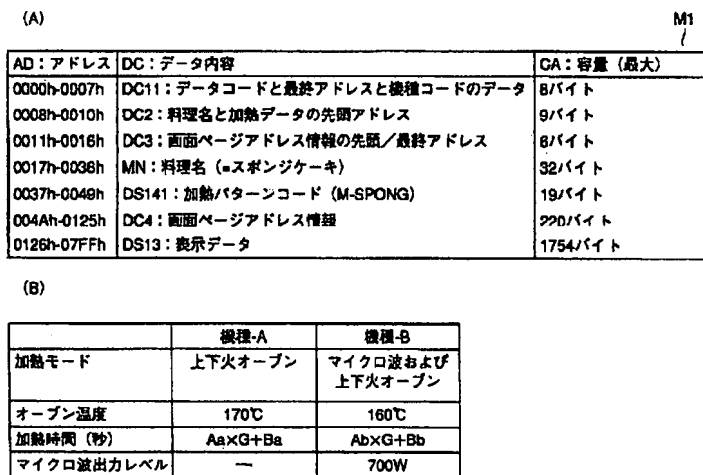 (A)
M1
AD:アドレス DC:データ内容 CA:容量(最大)
0000h-0007h DC11:データコードと最終アドレスと機種コードのデータ 8バイト
0008h-0010h DC2:料理名と加熱データの先頭アドレス 9バイト
0011h-0016h DC3:画面ページアドレス情報の先頭/最終アドレス 6バイト
0017h-0036h MN:料理名(=スポンジケーキ) 32バイト
0037h-0049h DS141:加熱パターンコード(M-SPONG) 19バイト
004Ah-0125h DC4:画面ページアドレス情報 220バイト
0126h-07FFh DS13:表示データ 1754バイト
(B)
機種-A 機種-B
加熱モード 上下火オーブン マイクロ波および
上下火オーブン
オーブン温度 170℃ 160℃
加熱時間(秒) Aa×G+Ba Ab×G+Bb
マイクロ波出力レベル — 700W